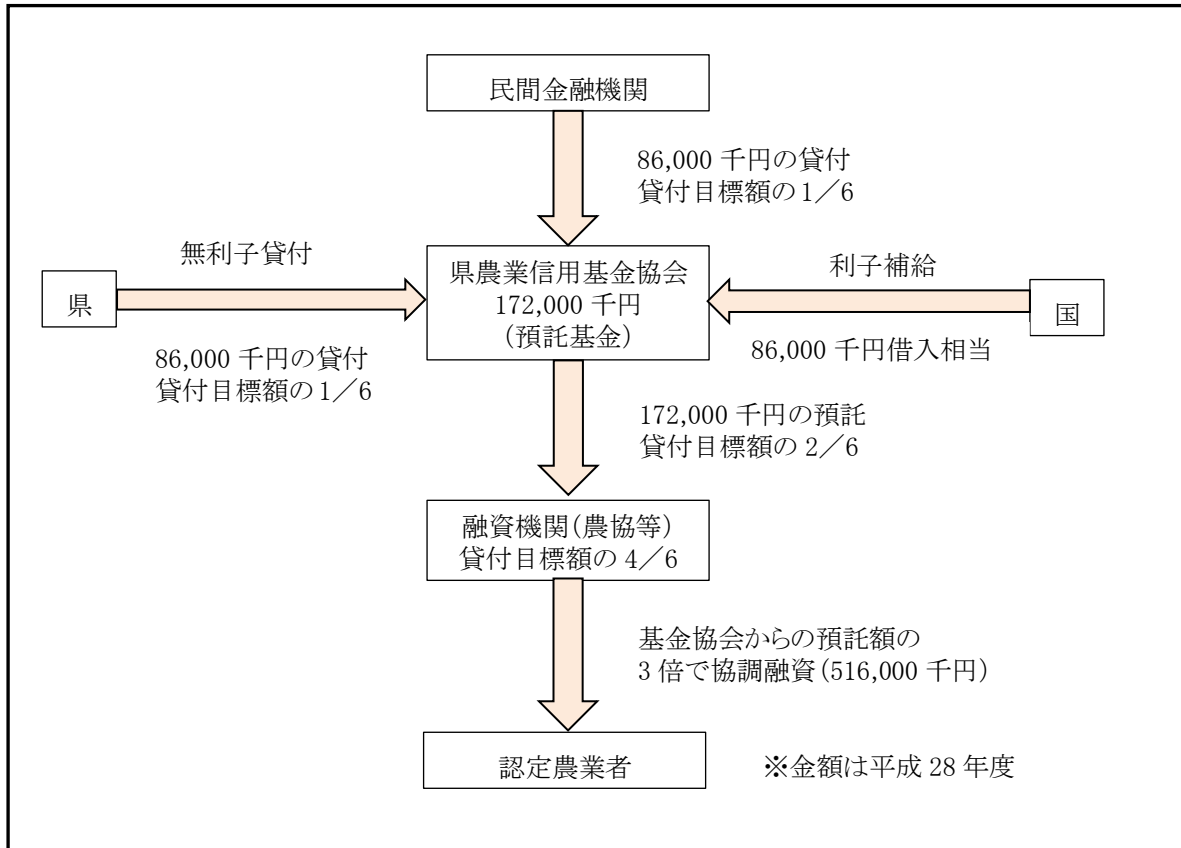 民間金融機関
86,000 千円の貸付
貸付目標額の1/6
無利子貸付
県
86,000 千円の貸付
貸付目標額の1/6
県農業信用基金協会
172,000 千円
(預託基金)
利子補給
国
86,000 千円借入相当
172,000 千円の預託
貸付目標額の 2/6
融資機関(農協等)
貸付目標額の 4/6
基金協会からの預託額の
3 倍で協調融資(516,000 千円)
認定農業者
※金額は平成 28 年度